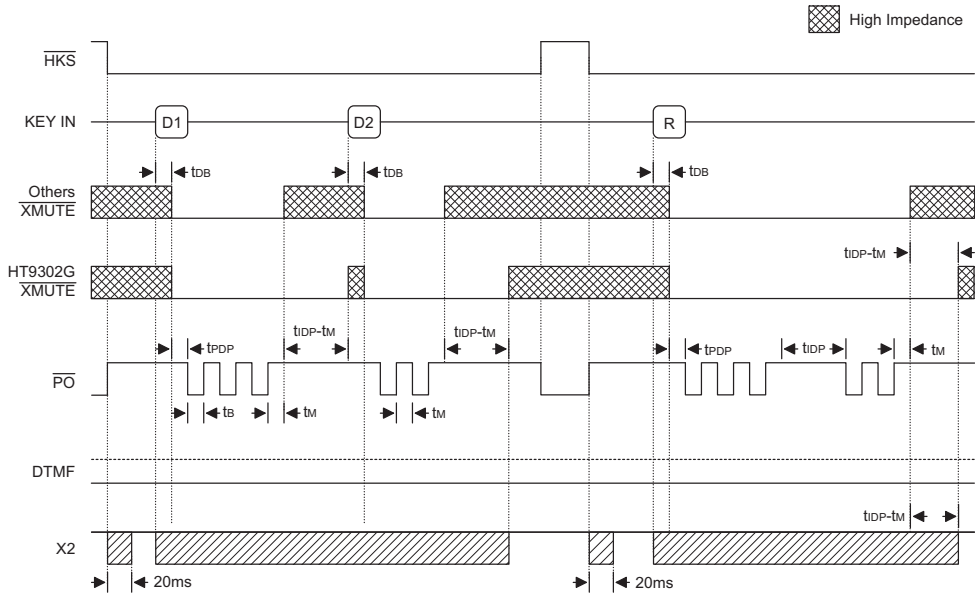 High Impedance
HKS
KEY IN
D1
D2
R
tDB
tDB
tDB
Others
XMUTE
tIDP-tM
HT9302G
XMUTE
tIDP-tM
tIDP-tM
tPDP
tPDP
tIDP
tM
PO
tB
tM
tM
DTMF
tIDP-tM
X2
20ms
20ms